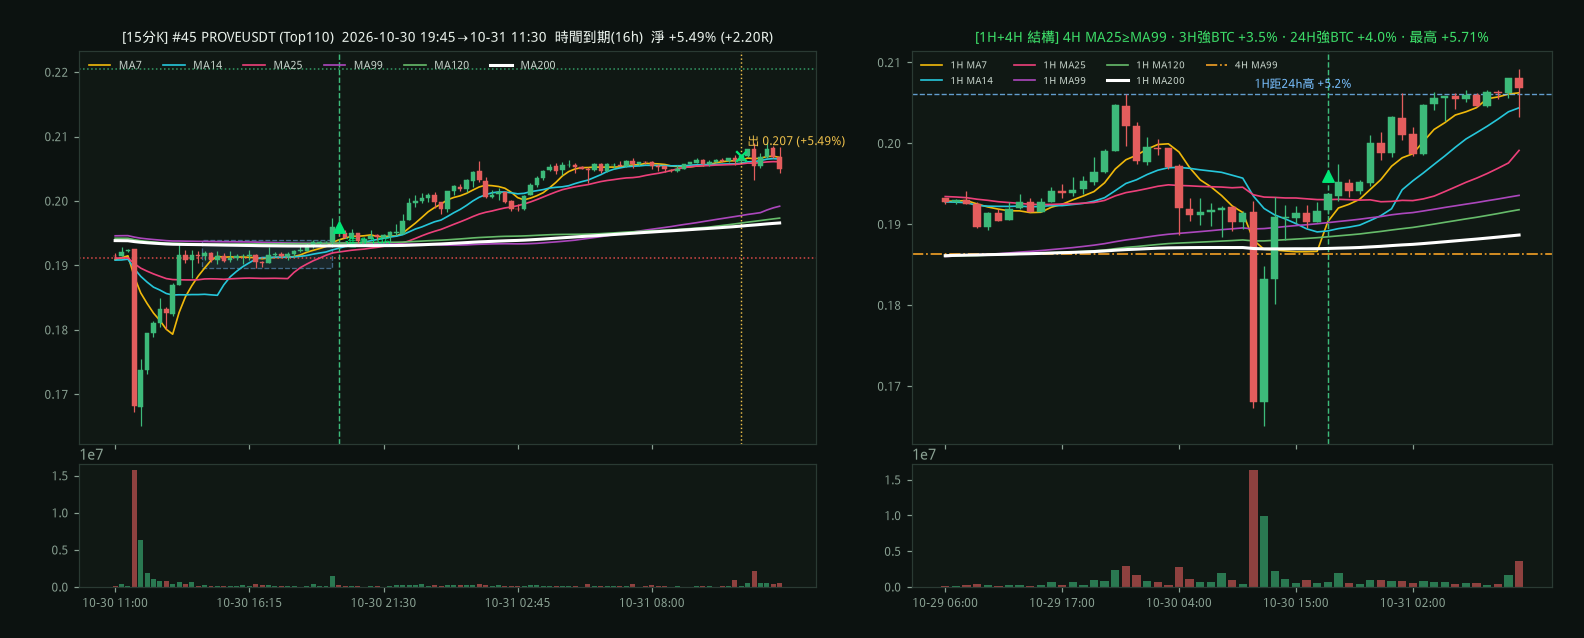 [15分K] #45 PROVEUSDT (Top110)  2026-10-30 19:45→10-31 11:30  時間到期(16h)  淨 +5.49% (+2.20R)
MA7 MA14 MA25 MA99 MA120 MA200
0.22
0.21
0.20
0.19
0.18
0.17
出 0.207 (+5.49%)
1e7
1.5
1.0
0.5
0.0
10-30 11:00 10-30 16:15 10-30 21:30 10-31 02:45 10-31 08:00
[1H+4H 結構] 4H MA25≥MA99 · 3H強BTC +3.5% · 24H強BTC +4.0% · 最高 +5.71%
1H MA7 1H MA25 1H MA120 4H MA99
1H MA14 1H MA99 1H MA200
1H距24h高 +5.2%
0.21
0.20
0.19
0.18
0.17
1e7
1.5
1.0
0.5
0.0
10-29 06:00 10-29 17:00 10-30 04:00 10-30 15:00 10-31 02:00